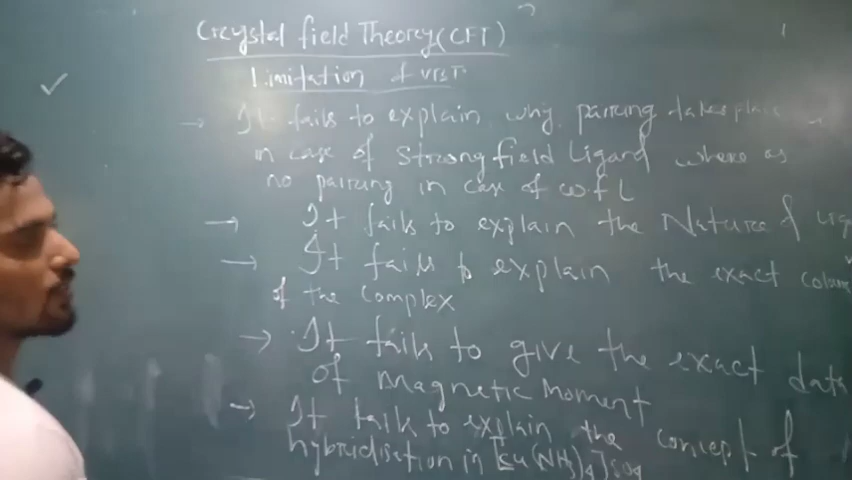 Crystal field Theory (CFT)
Limitation of VBT
→ It fails to explain why pairing takes place
in case of Strong field Ligand where as
no pairing in case of W.F.L
→ It fails to explain the Nature of
→ It fails to explain the exact
of the Complex
→ It fails to give the exact data
of magnetic Moment
→ It fails to explain the concept of
hybridisation in [Cu(NH3)4]SO4